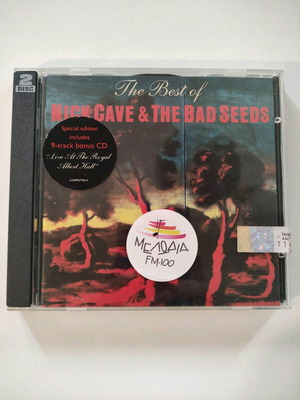 2
DISC
The Best of
NICK CAVE & THE BAD SEEDS
Special edition
includes
9-track bonus CD
"Live At The Royal
Albert Hall"
ΜΕΛΩΔΙΑ
FM·100
11